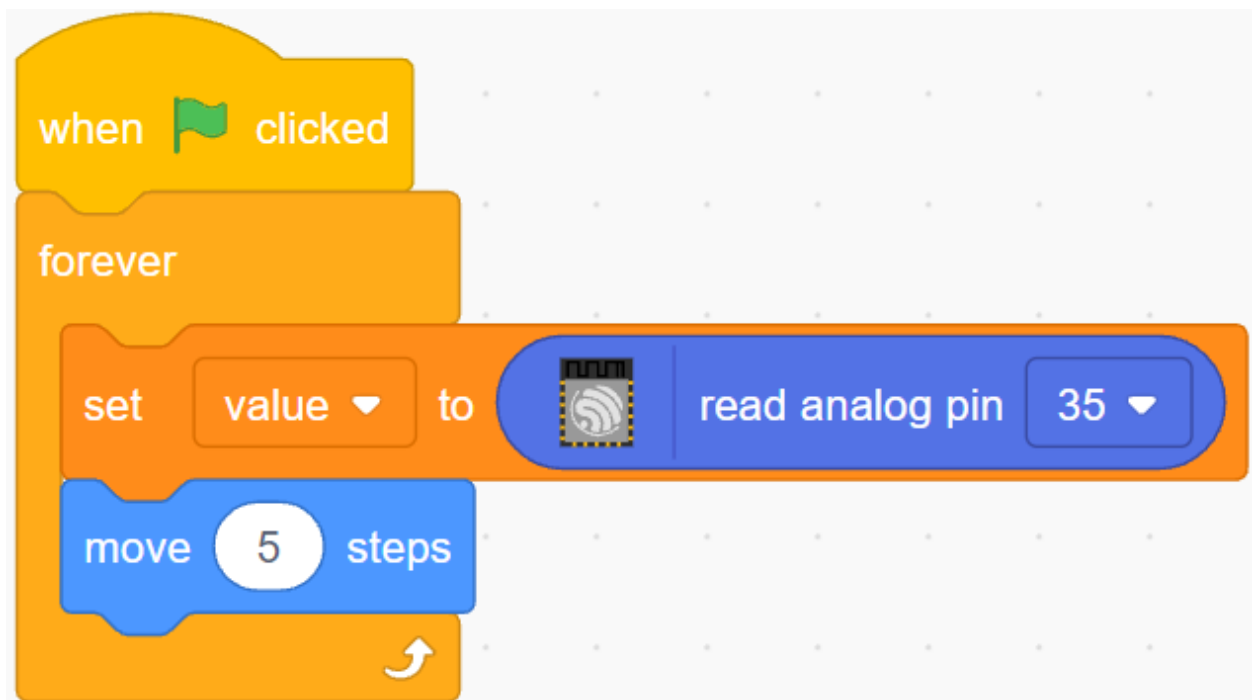 when clicked
forever
set value to read analog pin 35
move 5 steps